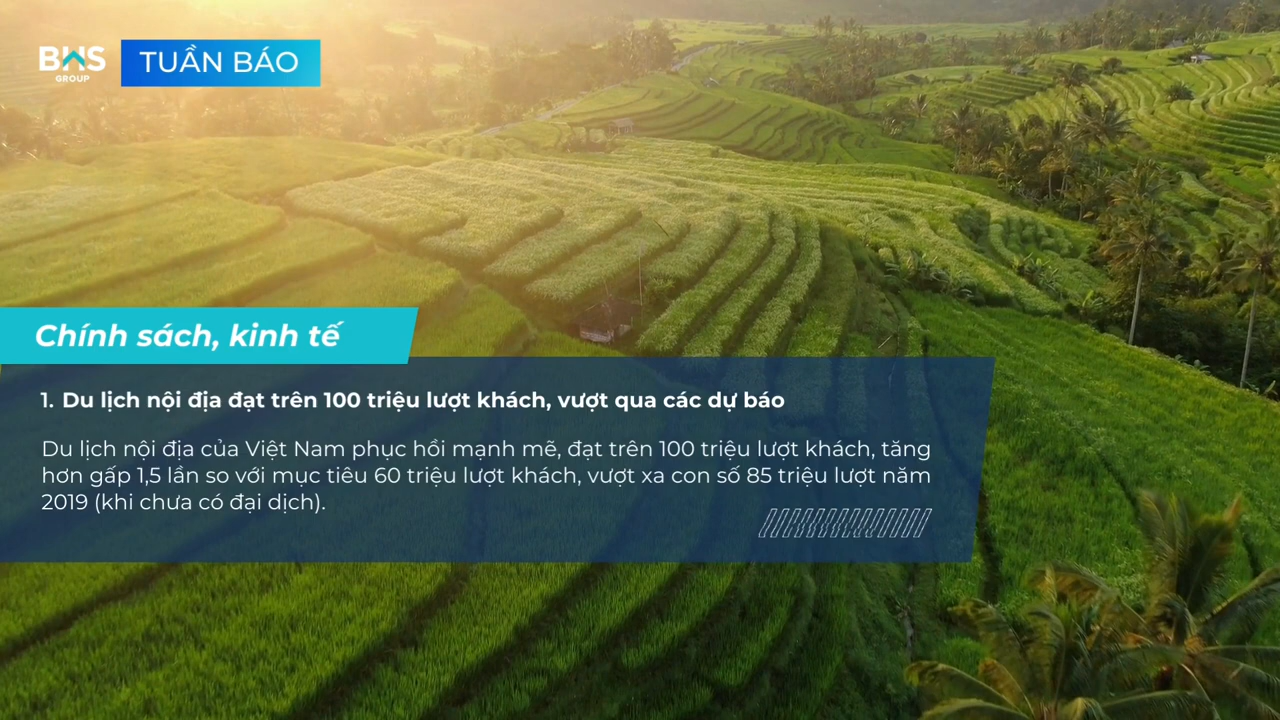 BHS
GROUP
TUẦN BÁO
Chính sách, kinh tế
1. Du lịch nội địa đạt trên 100 triệu lượt khách, vượt qua các dự báo
Du lịch nội địa của Việt Nam phục hồi mạnh mẽ, đạt trên 100 triệu lượt khách, tăng
hơn gấp 1,5 lần so với mục tiêu 60 triệu lượt khách, vượt xa con số 85 triệu lượt năm
2019 (khi chưa có đại dịch).